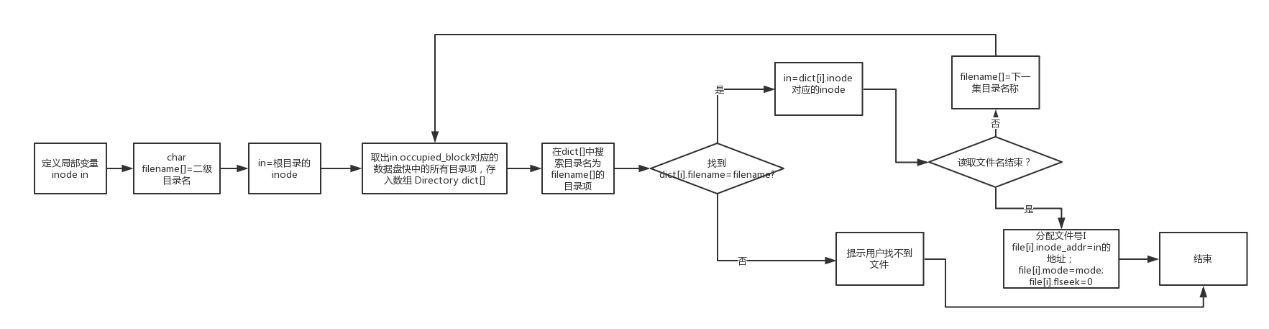 定义局部变量
inode in
char
filename[]=二级
目录名
in=根目录的
inode
取出in.occupied_block对应的
数据盘快中的所有目录项，存
入数组 Directory dict[]
在dict[]中搜
索目录名为
filename[]的
目录项
找到
dict[i].filename=filename?
是
否
in=dict[i].inode
对应的inode
提示用户找不到
文件
filename[]=下一
集目录名称
否
读取文件名结束？
是
分配文件号I
file[i].inode_addr=in的
地址；
file[i].mode=mode;
file[i].flseek=0
结束